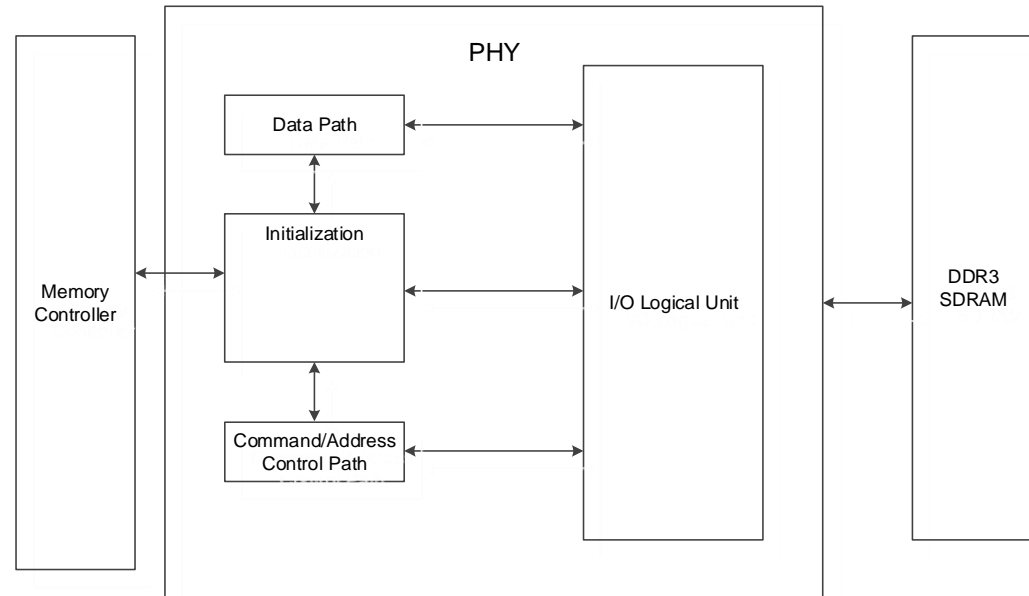 PHY
Data Path
Initialization
Memory
Controller
I/O Logical Unit
DDR3
SDRAM
Command/Address
Control Path